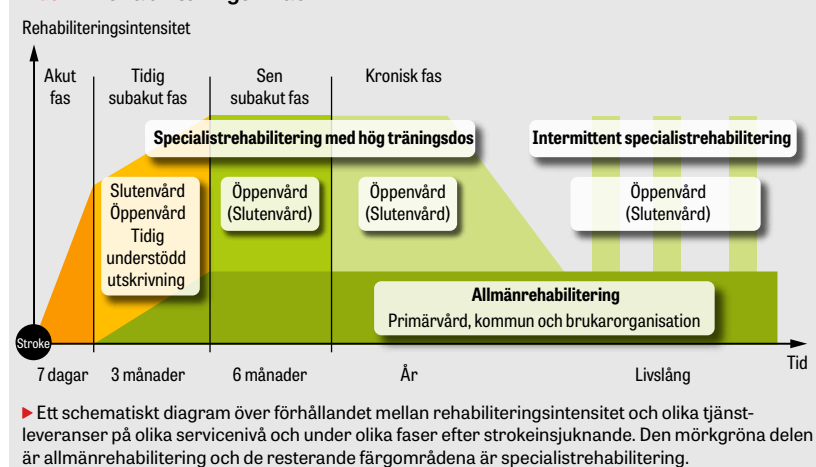 Rehabiliteringsintensitet
Akut
fas
Tidig
subakut fas
Sen
subakut fas
Kronisk fas
Specialistrehabilitering med hög träningsdos
Intermittent specialistrehabilitering
Slutenvård
Öppenvård
Tidig
understödd
utskrivning
Öppenvård
(Slutenvård)
Öppenvård
(Slutenvård)
Öppenvård
(Slutenvård)
Allmänrehabilitering
Primärvård, kommun och brukarorganisation
Stroke
Tid
7 dagar
3 månader
6 månader
År
Livslång
Ett schematiskt diagram över förhållandet mellan rehabiliteringsintensitet och olika tjänst-
leveranser på olika servicenivå och under olika faser efter strokeinsjuknande. Den mörkgröna delen
är allmänrehabilitering och de resterande färgområdena är specialistrehabilitering.